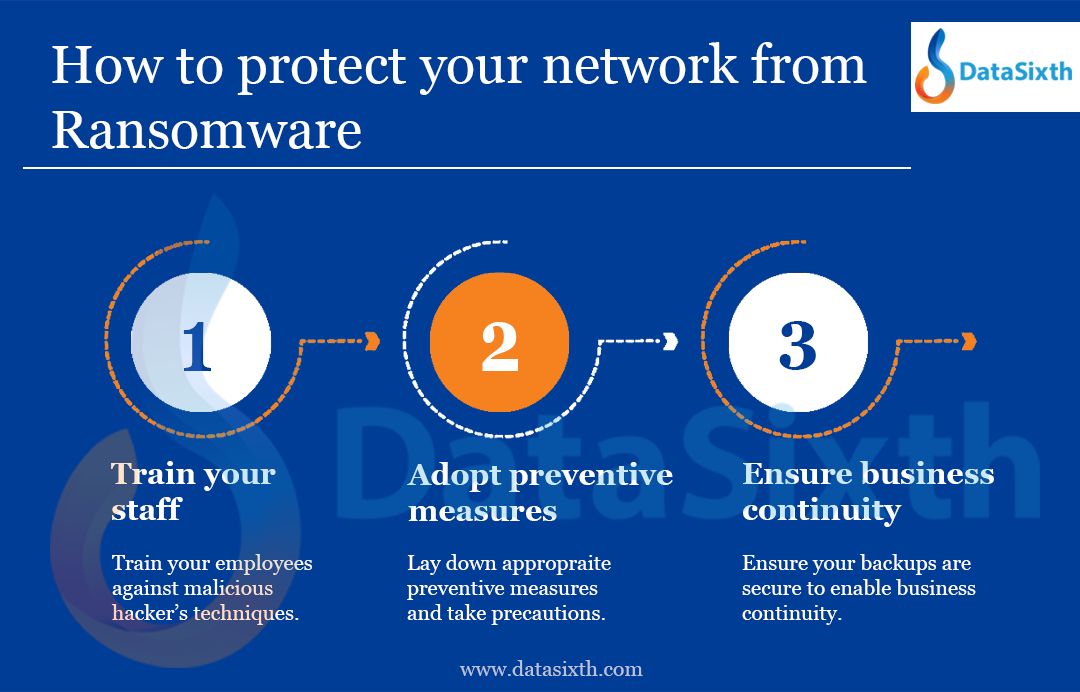 How to protect your network from
Ransomware
DataSixth
1
2
3
DataSixth
Train your
staff
Adopt preventive
measures
Ensure business
continuity
Train your employees
against malicious
hacker's techniques.
Lay down appropraite
preventive measures
and take precautions.
Ensure your backups are
secure to enable business
continuity.
www.datasixth.com